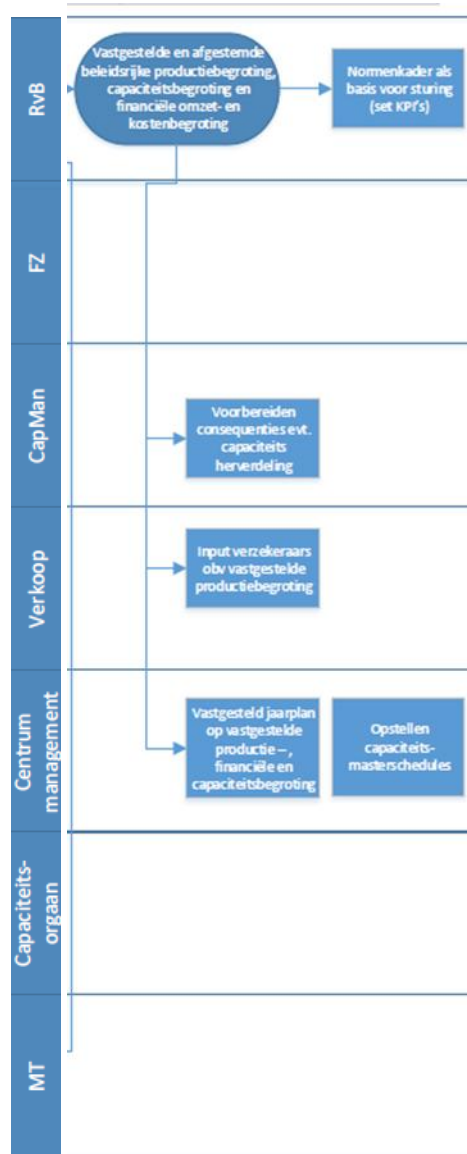 RvB
Vastgestelde en afgestemde
beleidsrijke productiebegroting,
capaciteitsbegroting en
financiële omzet- en
kostenbegroting
Normenkader als
basis voor sturing
(set KPI's)
FZ
CapMan
Voorbereiden
consequenties evt.
capaciteits
herverdeling
Verkoop
Input verzekeraars
obv vastgestelde
productiebegroting
Centrum
management
Vastgesteld jaarplan
op vastgestelde
productie – ,
financiële en
capaciteitsbegroting
Opstellen
capaciteits-
masterschedules
Capaciteits-
orgaan
MT